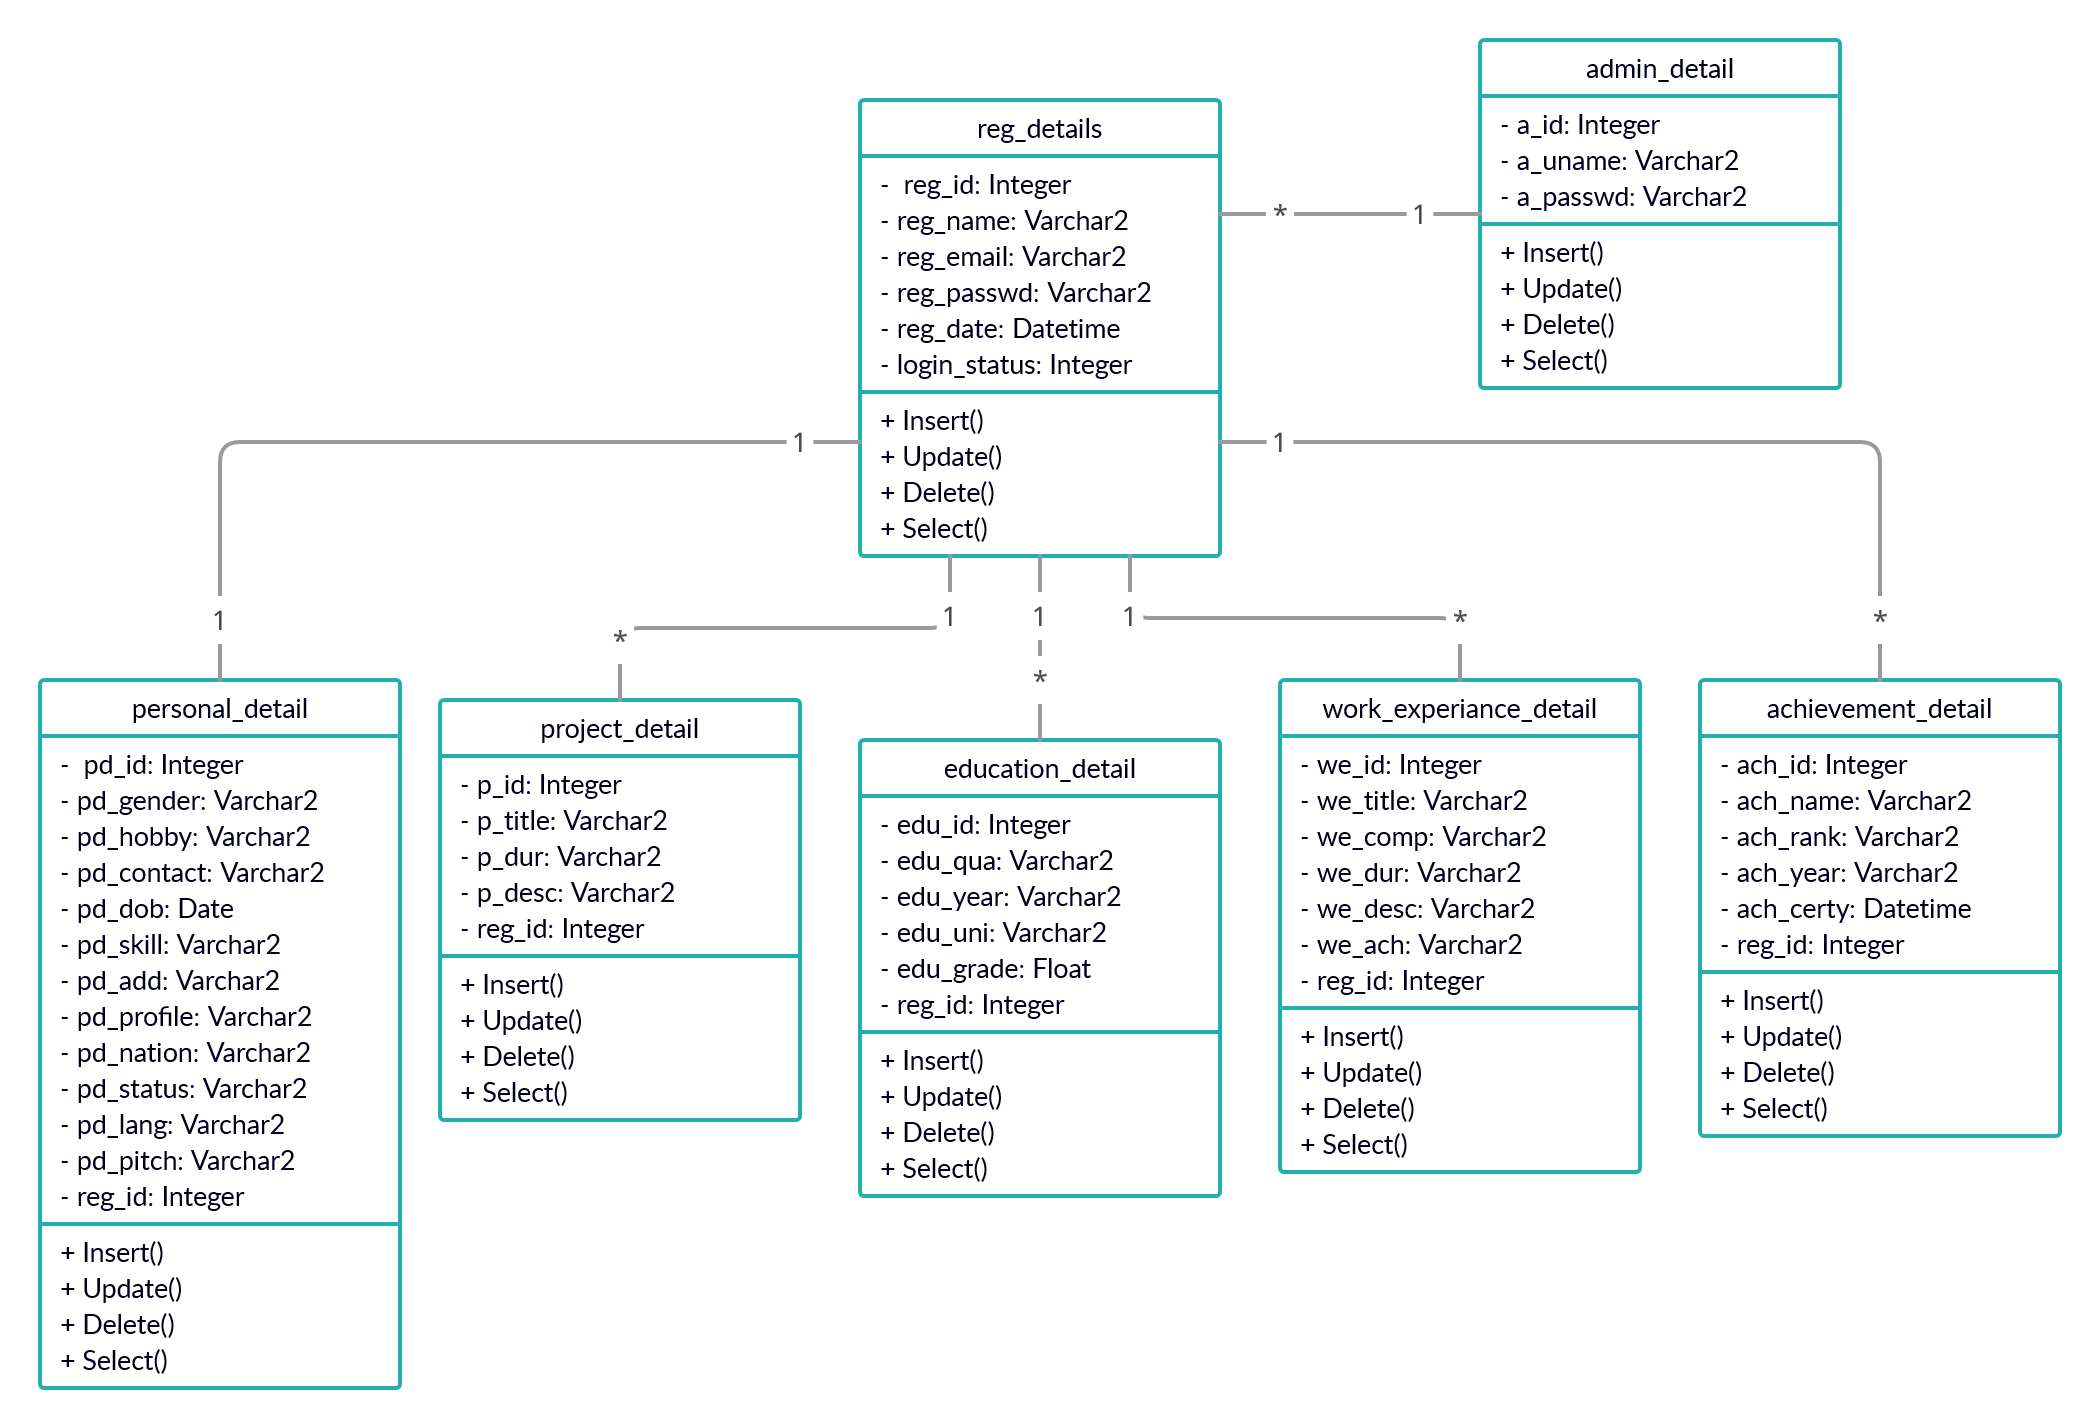 admin_detail
- a_id: Integer
- a_uname: Varchar2
- a_passwd: Varchar2
+ Insert()
+ Update()
+ Delete()
+ Select()
reg_details
- reg_id: Integer
- reg_name: Varchar2
- reg_email: Varchar2
- reg_passwd: Varchar2
- reg_date: Datetime
- login_status: Integer
+ Insert()
+ Update()
+ Delete()
+ Select()
* 1
1
1
1
*
1
*
1
*
1
*
1
*
personal_detail
- pd_id: Integer
- pd_gender: Varchar2
- pd_hobby: Varchar2
- pd_contact: Varchar2
- pd_dob: Date
- pd_skill: Varchar2
- pd_add: Varchar2
- pd_profile: Varchar2
- pd_nation: Varchar2
- pd_status: Varchar2
- pd_lang: Varchar2
- pd_pitch: Varchar2
- reg_id: Integer
+ Insert()
+ Update()
+ Delete()
+ Select()
project_detail
- p_id: Integer
- p_title: Varchar2
- p_dur: Varchar2
- p_desc: Varchar2
- reg_id: Integer
+ Insert()
+ Update()
+ Delete()
+ Select()
education_detail
- edu_id: Integer
- edu_qua: Varchar2
- edu_year: Varchar2
- edu_uni: Varchar2
- edu_grade: Float
- reg_id: Integer
+ Insert()
+ Update()
+ Delete()
+ Select()
work_experiance_detail
- we_id: Integer
- we_title: Varchar2
- we_comp: Varchar2
- we_dur: Varchar2
- we_desc: Varchar2
- we_ach: Varchar2
- reg_id: Integer
+ Insert()
+ Update()
+ Delete()
+ Select()
achievement_detail
- ach_id: Integer
- ach_name: Varchar2
- ach_rank: Varchar2
- ach_year: Varchar2
- ach_certy: Datetime
- reg_id: Integer
+ Insert()
+ Update()
+ Delete()
+ Select()